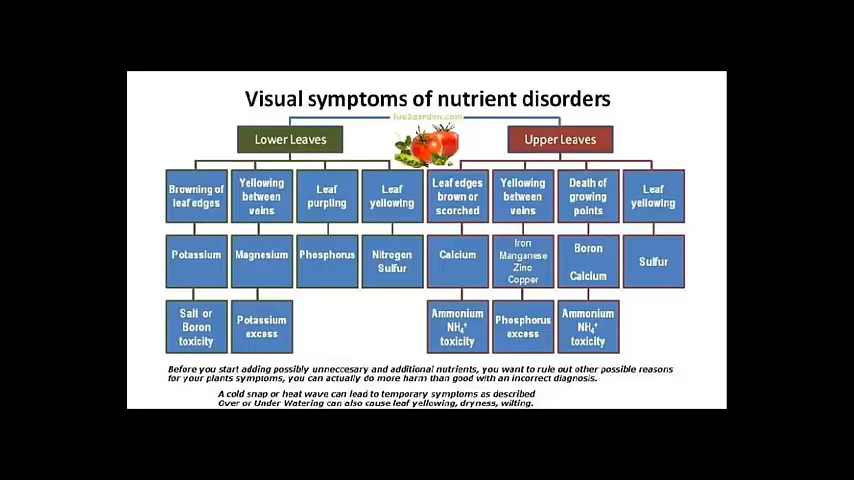 Visual symptoms of nutrient disorders
luv2garden.com
Lower Leaves
Upper Leaves
Browning of
leaf edges
Yellowing
between
veins
Leaf
purpling
Leaf
yellowing
Leaf edges
brown or
scorched
Yellowing
between
veins
Death of
growing
points
Leaf
yellowing
Potassium
Magnesium
Phosphorus
Nitrogen
Sulfur
Calcium
Iron
Manganese
Zinc
Copper
Boron
Calcium
Sulfur
Salt or
Boron
toxicity
Potassium
excess
Ammonium
NH₄⁺
toxicity
Phosphorus
excess
Ammonium
NH₄⁺
toxicity
Before you start adding possibly unneccesary and additional nutrients, you want to rule out other possible reasons
for your plants symptoms, you can actually do more harm than good with an incorrect diagnosis.
A cold snap or heat wave can lead to temporary symptoms as described
Over or Under Watering can also cause leaf yellowing, dryness, wilting.